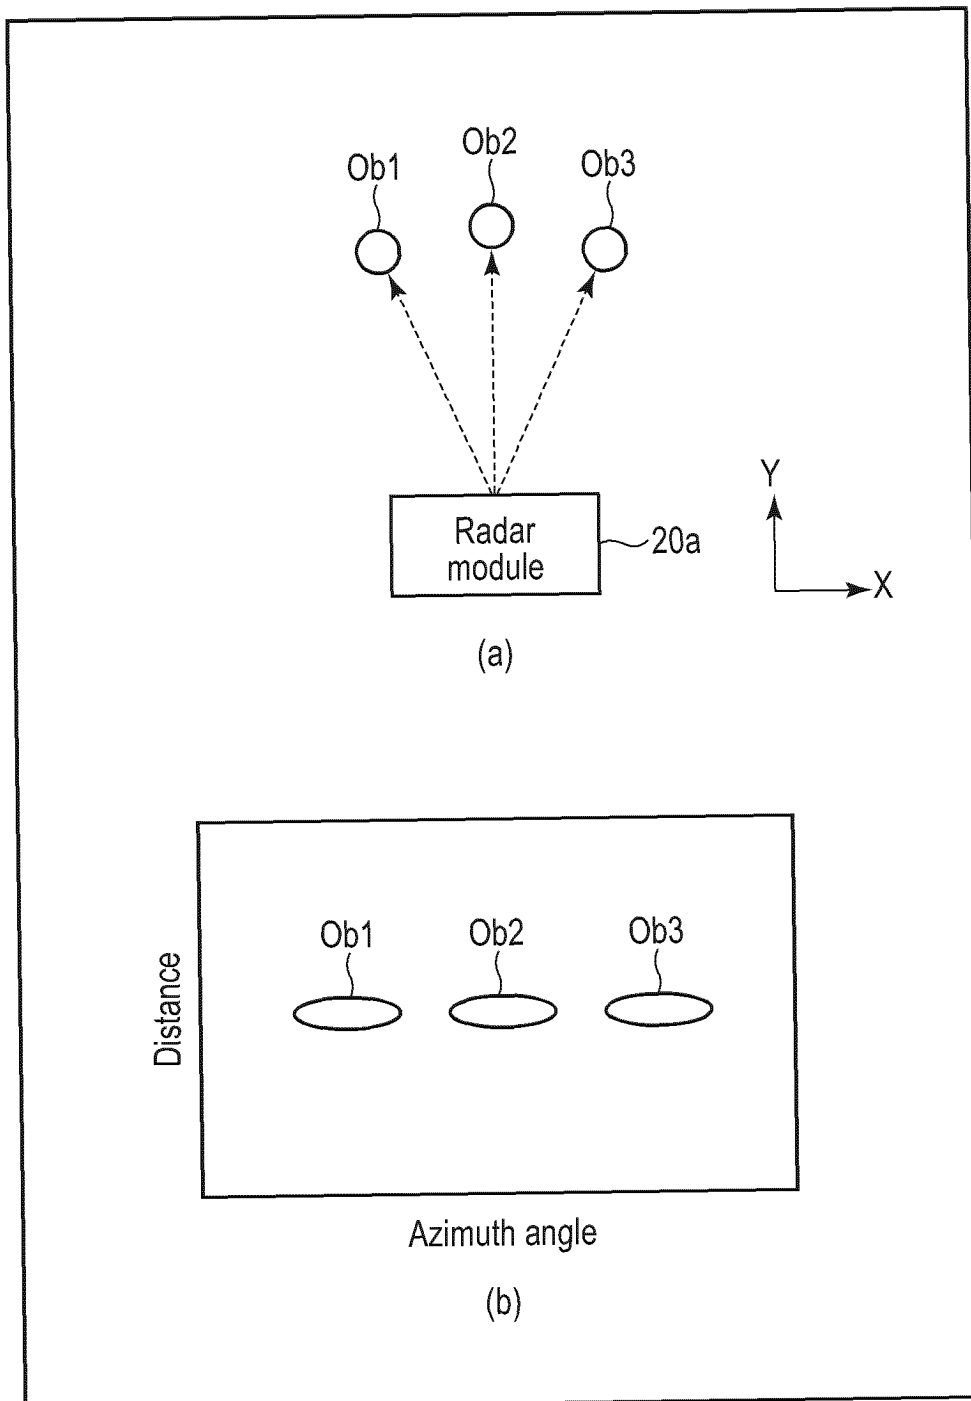 Ob1
Ob2
Ob3
Radar
module
20a
Y
X
(a)
Ob1
Ob2
Ob3
Distance
Azimuth angle
(b)